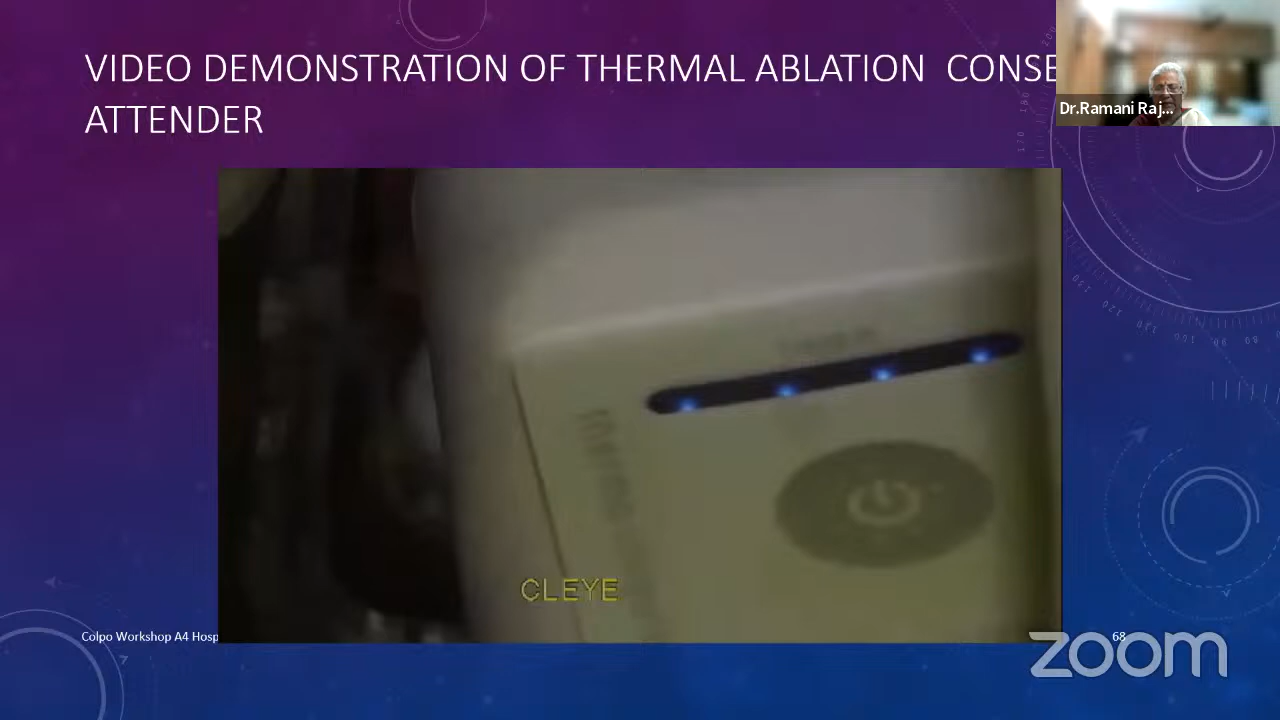 VIDEO DEMONSTRATION OF THERMAL ABLATION CONSE
ATTENDER
Dr.Ramani Raj...
CLEYE
Colpo Workshop A4 Hosp
68
zoom